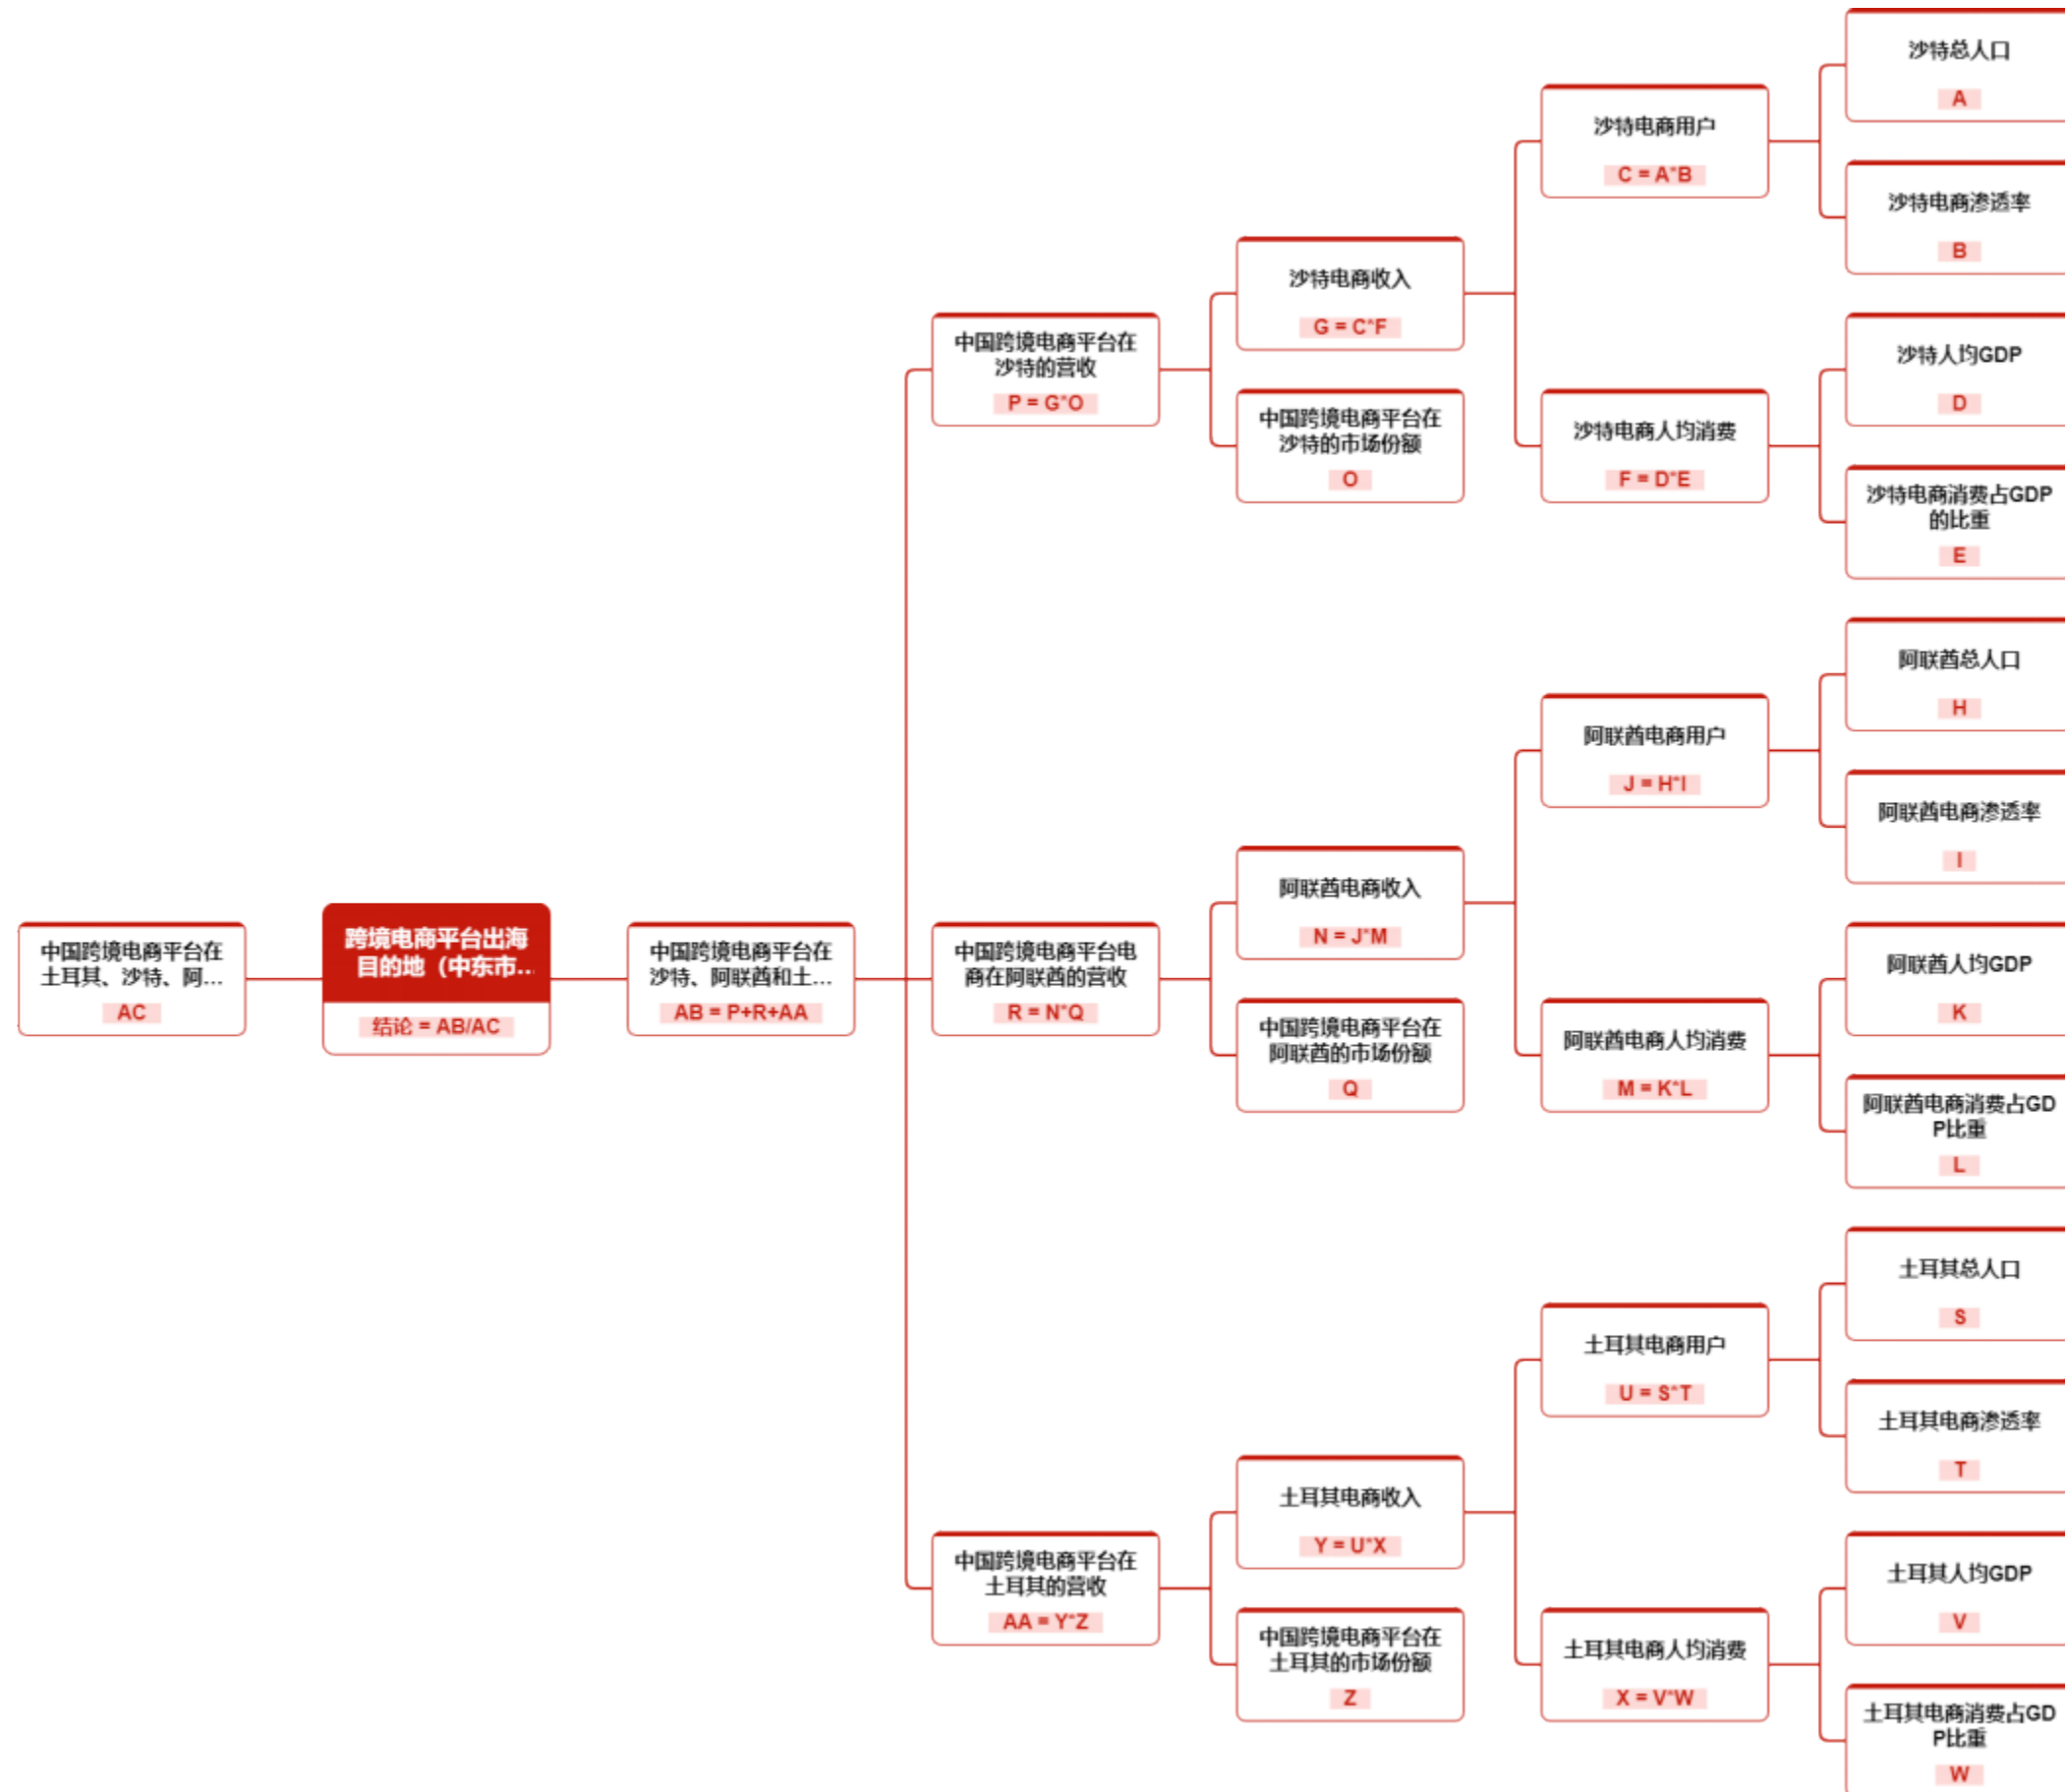 中国跨境电商平台在
土耳其、沙特、阿...
AC
跨境电商平台出海
目的地（中东市...
结论 = AB/AC
中国跨境电商平台在
沙特、阿联酋和土...
AB = P+R+AA
中国跨境电商平台在
沙特的营收
P = G*O
沙特电商收入
G = C*F
沙特电商用户
C = A*B
沙特总人口
A
沙特电商渗透率
B
沙特电商人均消费
F = D*E
沙特人均GDP
D
沙特电商消费占GDP
的比重
E
中国跨境电商平台在
沙特的市场份额
O
中国跨境电商平台电
商在阿联酋的营收
R = N*Q
阿联酋电商收入
N = J*M
阿联酋电商用户
J = H*I
阿联酋总人口
H
阿联酋电商渗透率
I
阿联酋电商人均消费
M = K*L
阿联酋人均GDP
K
阿联酋电商消费占GD
P比重
L
中国跨境电商平台在
阿联酋的市场份额
Q
中国跨境电商平台在
土耳其的营收
AA = Y*Z
土耳其电商收入
Y = U*X
土耳其电商用户
U = S*T
土耳其总人口
S
土耳其电商渗透率
T
土耳其电商人均消费
X = V*W
土耳其人均GDP
V
土耳其电商消费占GD
P比重
W
中国跨境电商平台在
土耳其的市场份额
Z